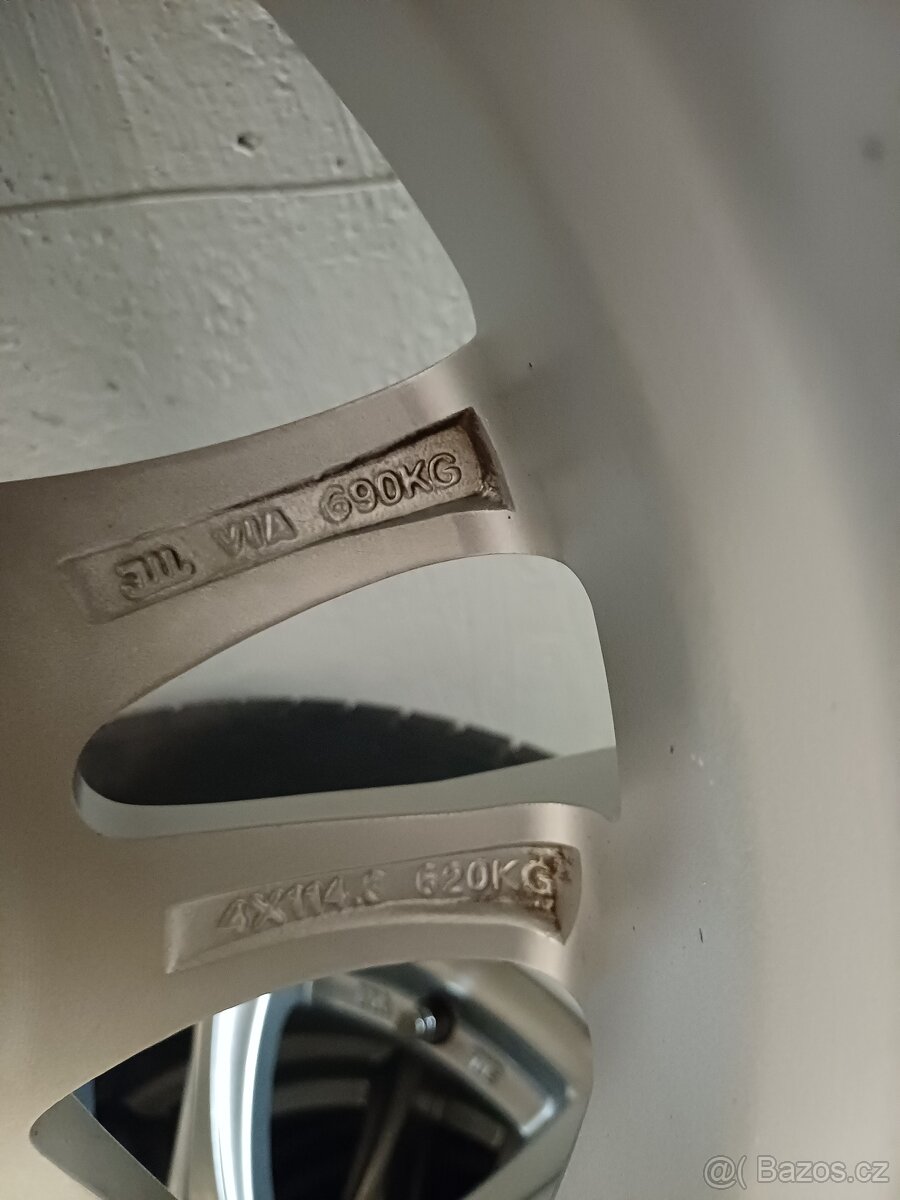 JWL VIA 690KG
4X114.3 620KG
@( Bazos.cz